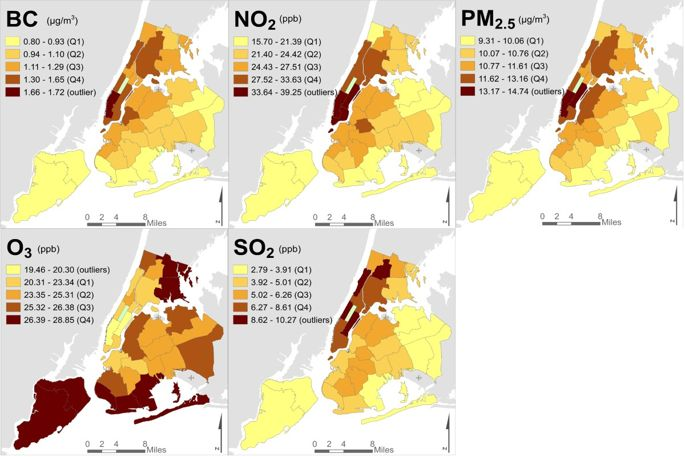 BC (μg/m³)
0.80 - 0.93 (Q1)
0.94 - 1.10 (Q2)
1.11 - 1.29 (Q3)
1.30 - 1.65 (Q4)
1.66 - 1.72 (outlier)
0 2 4 8
Miles
N
NO2 (ppb)
15.70 - 21.39 (Q1)
21.40 - 24.42 (Q2)
24.43 - 27.51 (Q3)
27.52 - 33.63 (Q4)
33.64 - 39.25 (outliers)
0 2 4 8
Miles
N
PM2.5 (μg/m³)
9.31 - 10.06 (Q1)
10.07 - 10.76 (Q2)
10.77 - 11.61 (Q3)
11.62 - 13.16 (Q4)
13.17 - 14.74 (outliers)
0 2 4 8
Miles
N
O3 (ppb)
19.46 - 20.30 (outliers)
20.31 - 23.34 (Q1)
23.35 - 25.31 (Q2)
25.32 - 26.38 (Q3)
26.39 - 28.85 (Q4)
0 2 4 8
Miles
N
SO2 (ppb)
2.79 - 3.91 (Q1)
3.92 - 5.01 (Q2)
5.02 - 6.26 (Q3)
6.27 - 8.61 (Q4)
8.62 - 10.27 (outliers)
0 2 4 8
Miles
N